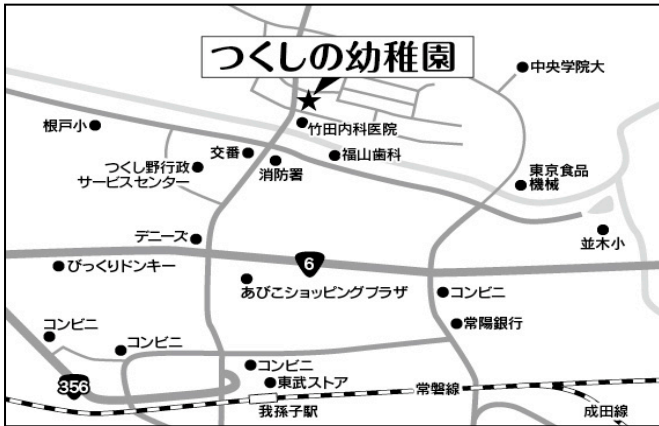 つくしの幼稚園
中央学院大
根戸小
竹田内科医院
交番
福山歯科
つくし野行政
サービスセンター
消防署
東京食品
機械
並木小
デニーズ
6
びっくりドンキー
あびこショッピングプラザ
コンビニ
コンビニ
常陽銀行
コンビニ
コンビニ
356
東武ストア
常磐線
我孫子駅
成田線